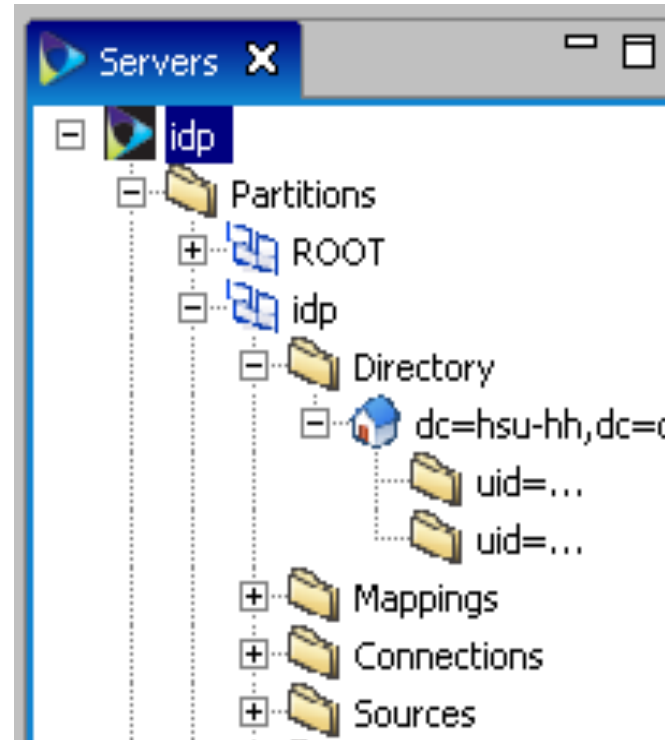 Servers
idp
Partitions
ROOT
idp
Directory
dc=hsu-hh,dc=
uid=...
uid=...
Mappings
Connections
Sources